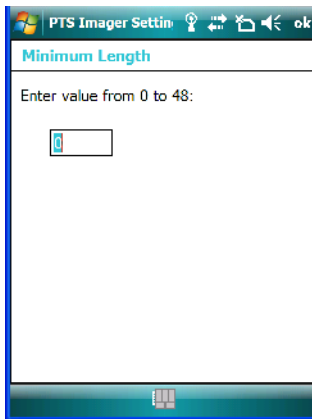 PTS Imager Settin ok
Minimum Length
Enter value from 0 to 48:
0